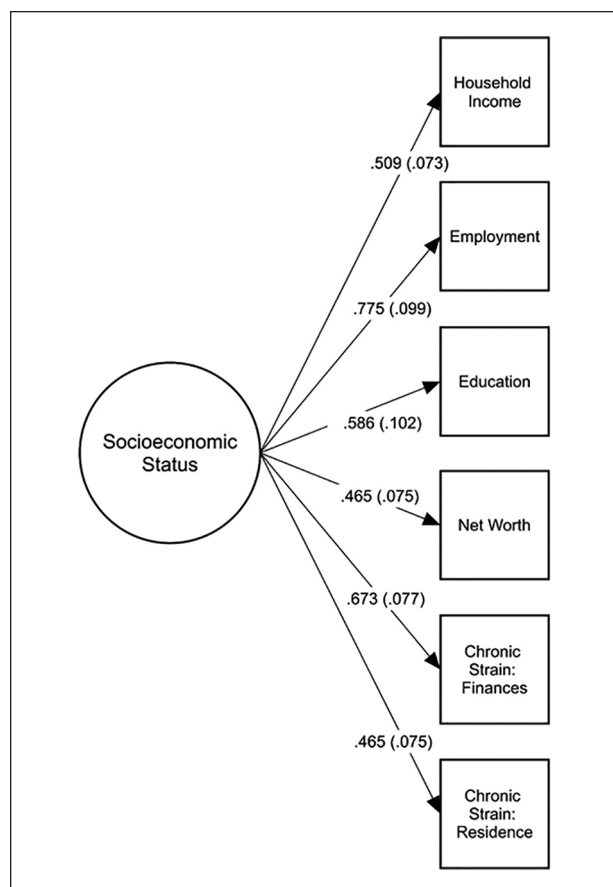 Household
Income
.509 (.073)
Employment
.775 (.099)
Education
.586 (.102)
Socioeconomic
Status
.465 (.075)
Net Worth
.673 (.077)
Chronic
Strain:
Finances
.465 (.075)
Chronic
Strain:
Residence